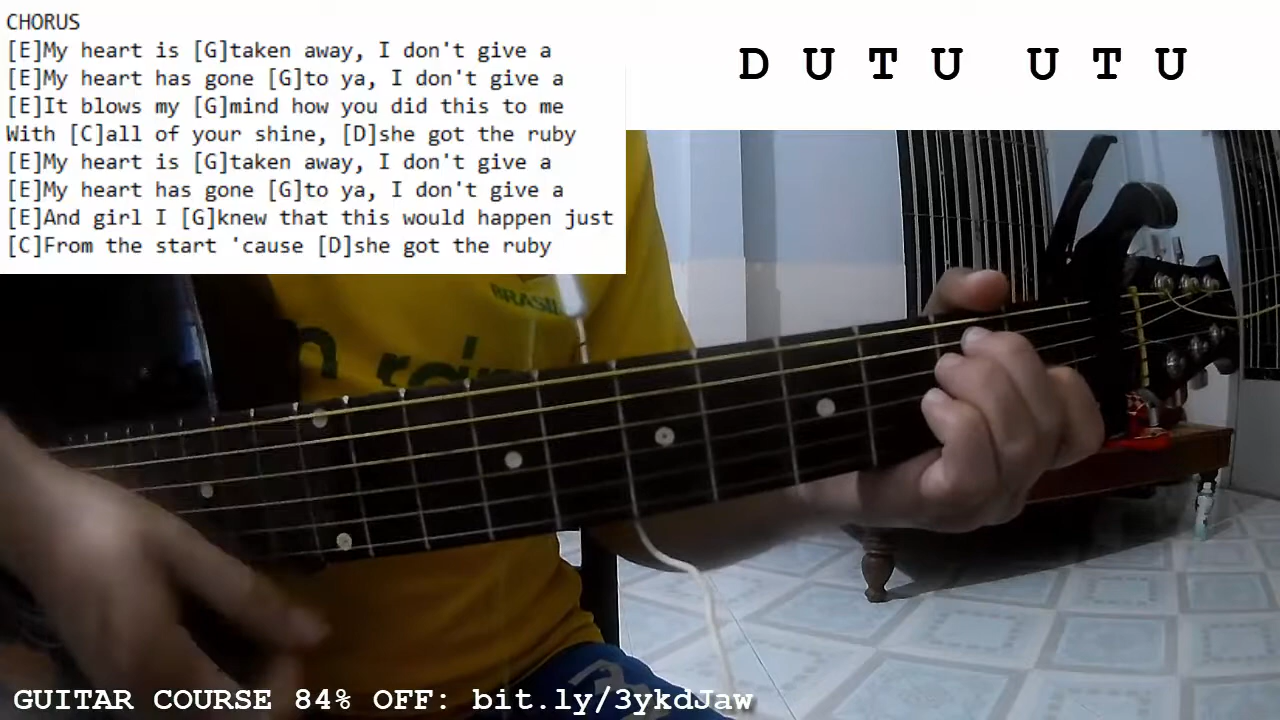 CHORUS
[E]My heart is [G]taken away, I don't give a
[E]My heart has gone [G]to ya, I don't give a
[E]It blows my [G]mind how you did this to me
With [C]all of your shine, [D]she got the ruby
[E]My heart is [G]taken away, I don't give a
[E]My heart has gone [G]to ya, I don't give a
[E]And girl I [G]knew that this would happen just
[C]From the start 'cause [D]she got the ruby
D U T U U T U
BRASIL
GUITAR COURSE 84% OFF: bit.ly/3ykdJaw